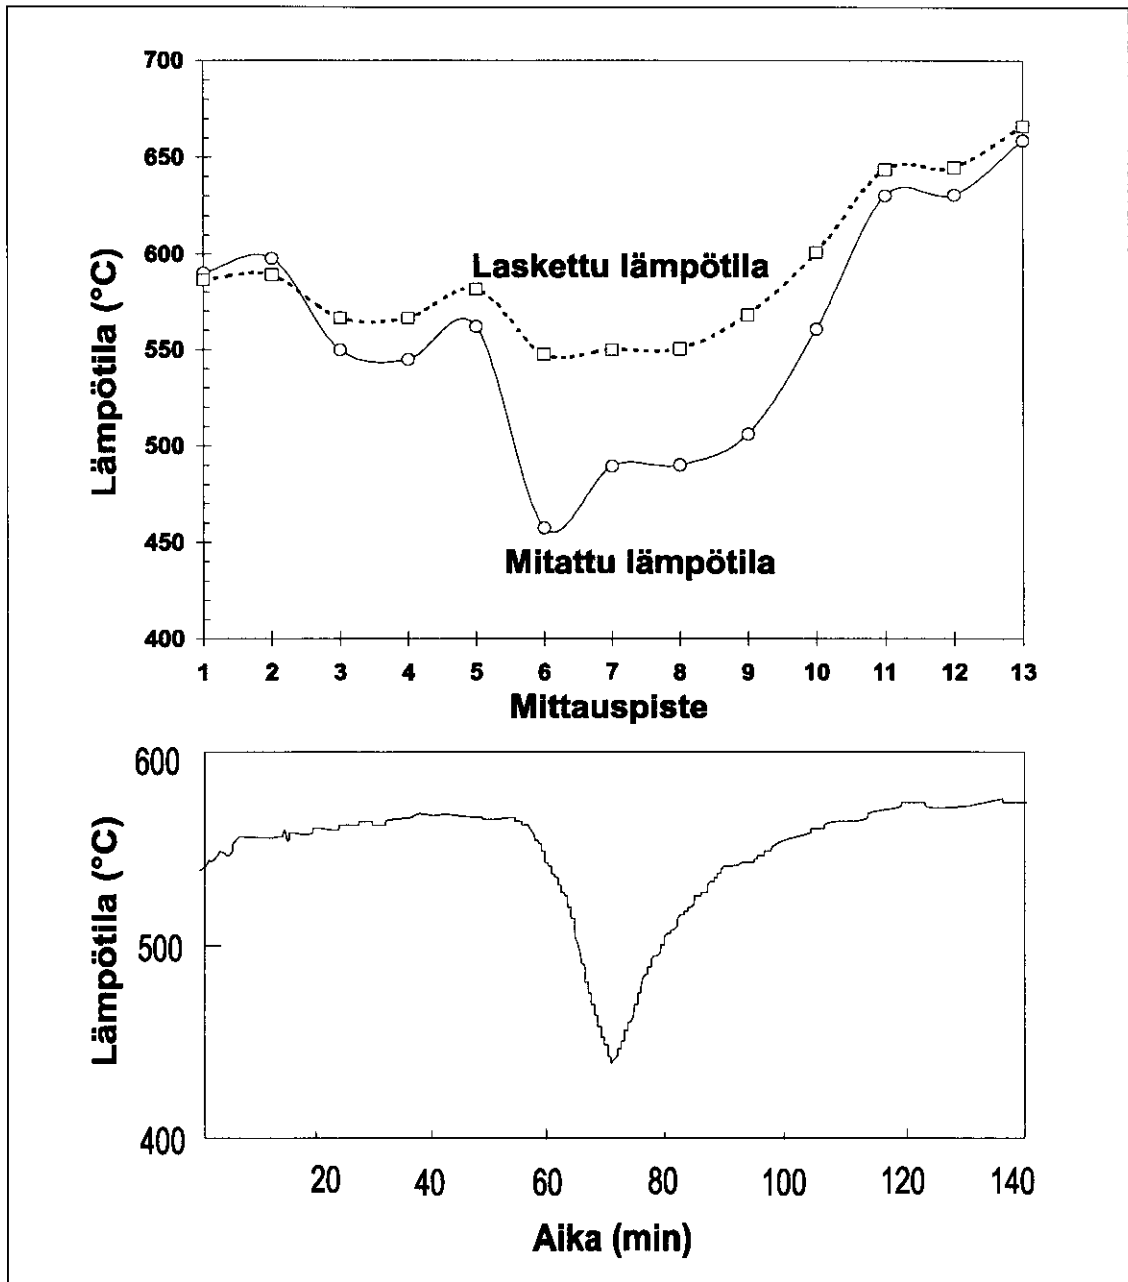 700
650
600
550
500
450
400
Lämpötila (°C)
Laskettu lämpötila
Mitattu lämpötila
1 2 3 4 5 6 7 8 9 10 11 12 13
Mittauspiste
600
500
400
Lämpötila (°C)
20 40 60 80 100 120 140
Aika (min)